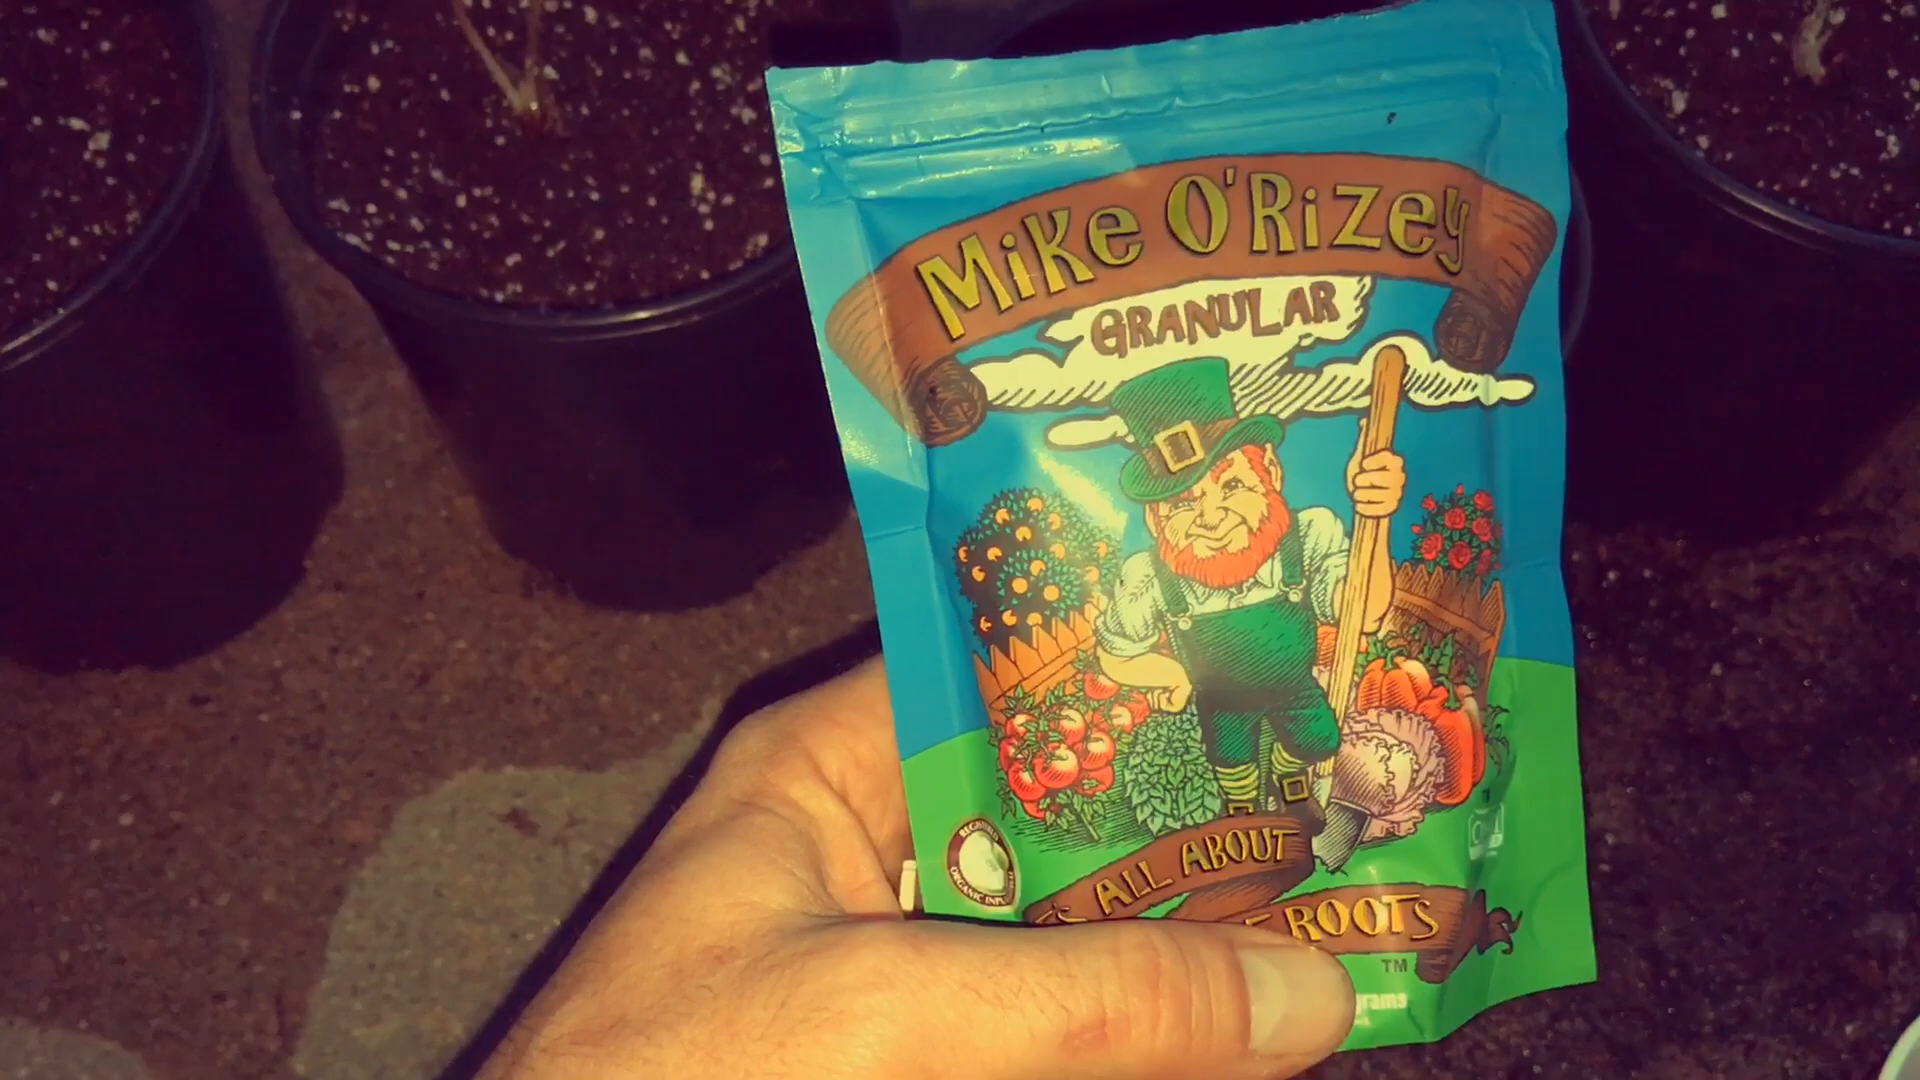 Mike O'Rizey
GRANULAR
ALL ABOUT
ROOTS
TM
grams